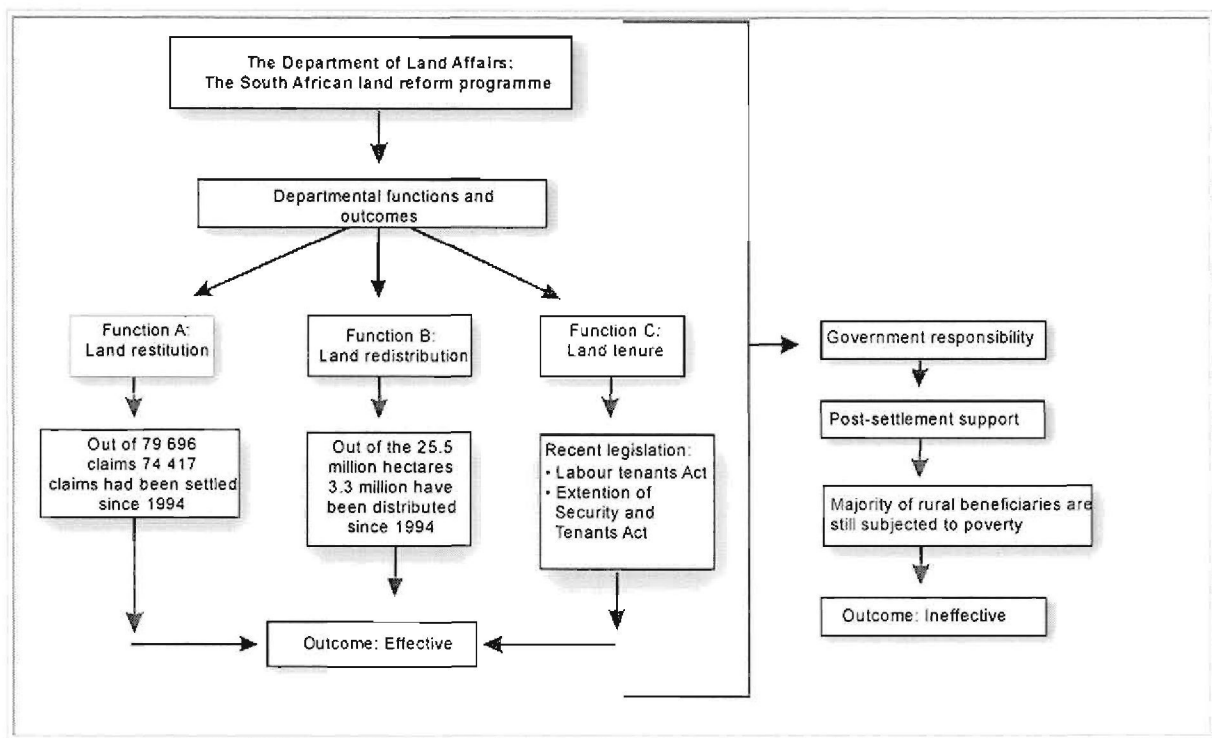 The Department of Land Affairs:
The South African land reform programme
Departmental functions and
outcomes
Function A:
Land restitution
Function B:
Land redistribution
Function C:
Land tenure
Out of 79 696
claims 74 417
claims had been settled
since 1994
Out of the 25.5
million hectares
3.3 million have
been distributed
since 1994
Recent legislation:
• Labour tenants Act
• Extention of
Security and
Tenants Act
Outcome: Effective
Government responsibility
Post-settlement support
Majority of rural beneficiaries are
still subjected to poverty
Outcome: Ineffective